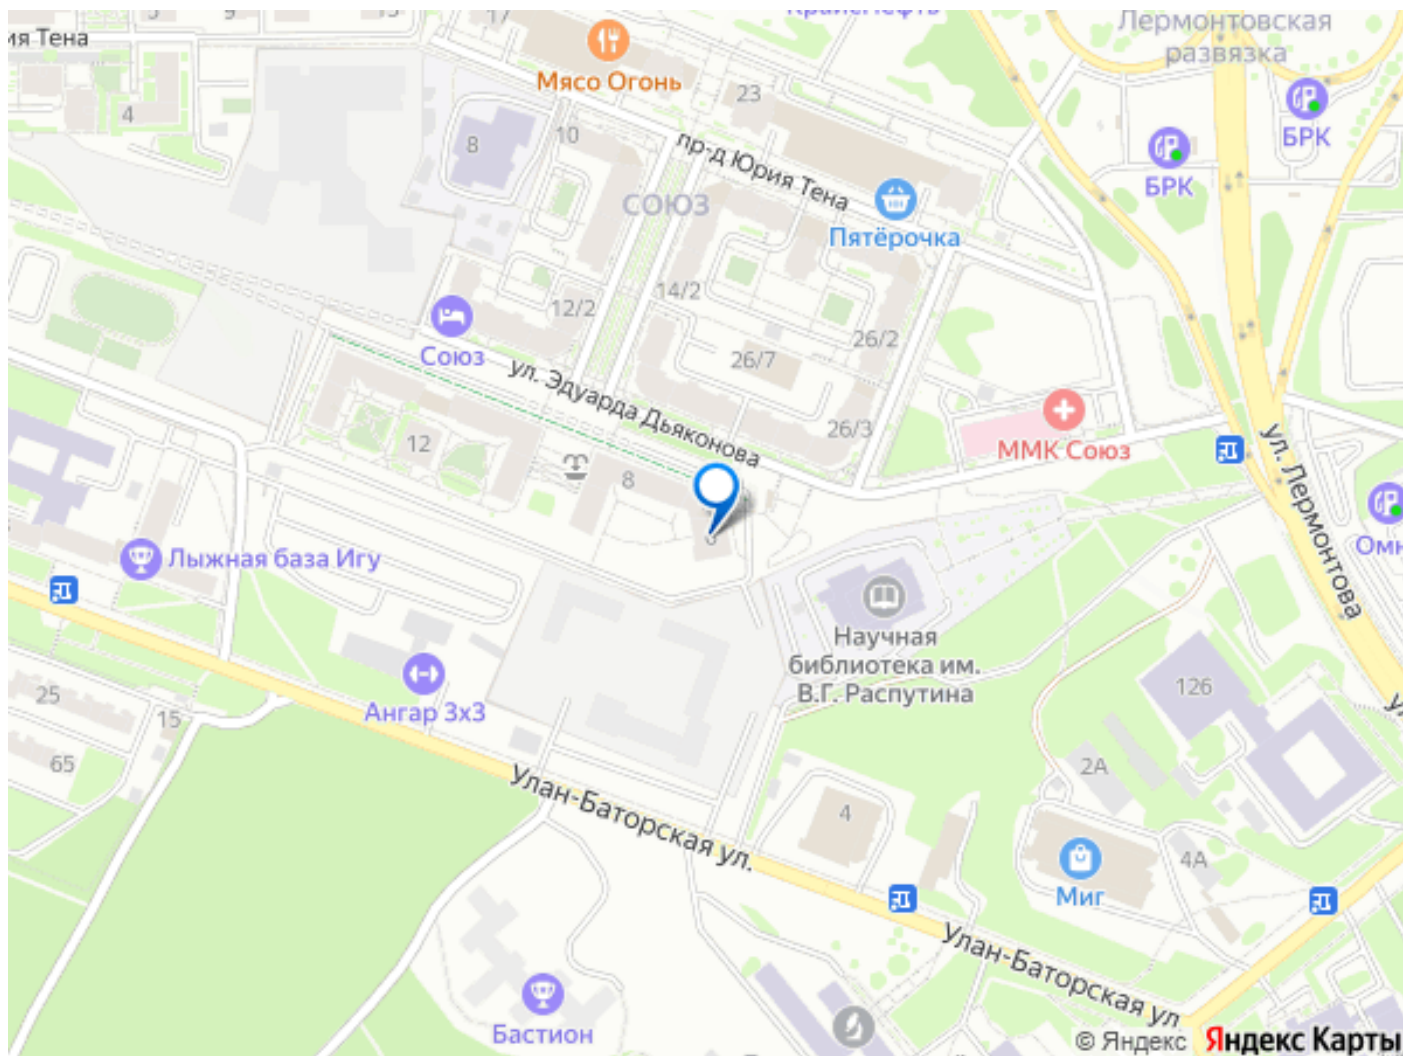 17
5
9
Лермонтовская
развязка
ия Тена
Мясо Огонь
23
БРК
4
8
10
пр-д Юрия Тена
БРК
СОЮЗ
Пятёрочка
14/2
12/2
26/2
Союз
26/7
ул. Эдуарда Дьяконова
26/3
12
ММК Союз
ул. Лермонтова
8
Лыжная база Игу
Научная
библиотека им.
В.Г. Распутина
126
25
15
Ангар 3х3
65
2А
Улан-Баторская ул.
4
4А
Миг
Улан-Баторская ул.
Бастион
© Яндекс Яндекс Карты